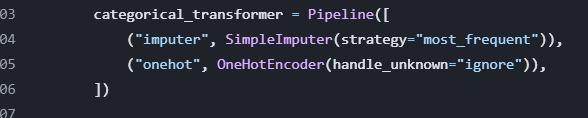 03        categorical_transformer = Pipeline([
04            ("imputer", SimpleImputer(strategy="most_frequent")),
05            ("onehot", OneHotEncoder(handle_unknown="ignore")),
06        ])
07